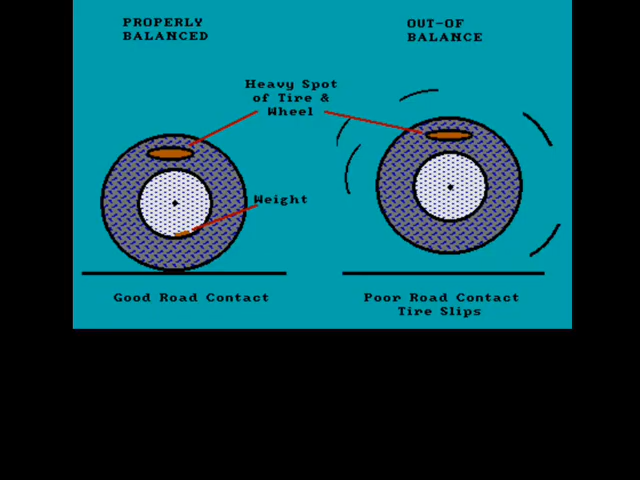 PROPERLY
BALANCED
OUT-OF
BALANCE
Heavy Spot
of Tire &
Wheel
Weight
Good Road Contact
Poor Road Contact
Tire Slips